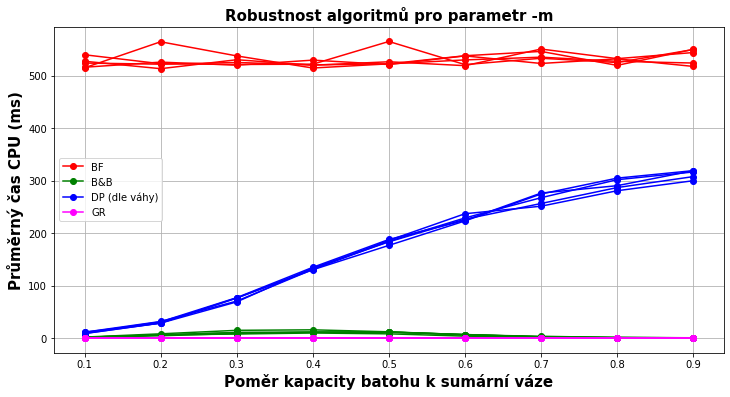 Robustnost algoritmů pro parametr -m
Průměrný čas CPU (ms)
500
400
300
200
100
0
BF
B&B
DP (dle váhy)
GR
0.1 0.2 0.3 0.4 0.5 0.6 0.7 0.8 0.9
Poměr kapacity batohu k sumární váze